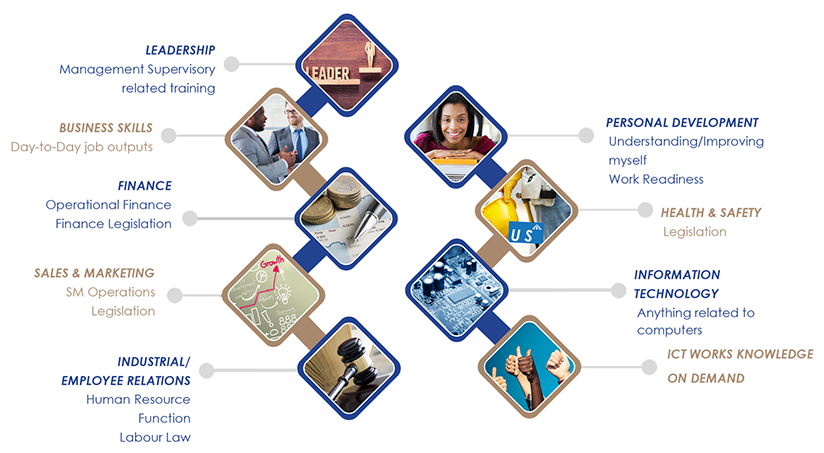 LEADERSHIP
Management Supervisory
related training
LEADER
BUSINESS SKILLS
Day-to-Day job outputs
FINANCE
Operational Finance
Finance Legislation
SALES & MARKETING
SM Operations
Legislation
Growth
INDUSTRIAL/
EMPLOYEE RELATIONS
Human Resource
Function
Labour Law
PERSONAL DEVELOPMENT
Understanding/Improving
myself
Work Readiness
HEALTH & SAFETY
Legislation
US
INFORMATION
TECHNOLOGY
Anything related to
computers
ICT WORKS KNOWLEDGE
ON DEMAND